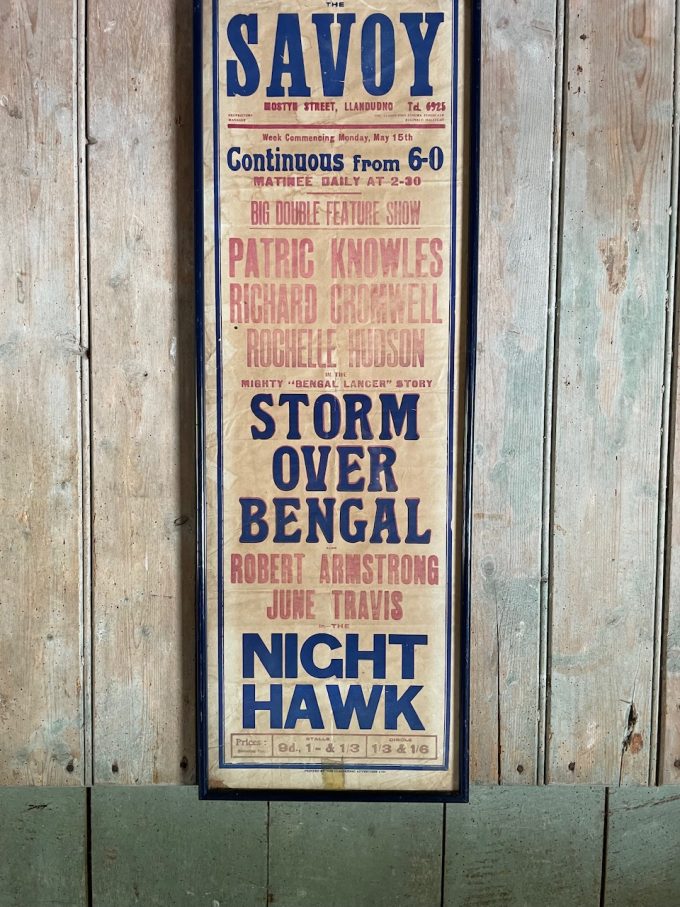 THE
SAVOY
MOSTYN STREET, LLANDUDNO Tel. 6925
PROPRIETORS
MANAGER
Week Commencing Monday, May 15th
Continuous from 6-0
MATINEE DAILY AT 2-30
BIG DOUBLE FEATURE SHOW
PATRIC KNOWLES
RICHARD CROMWELL
ROCHELLE HUDSON
IN THE
MIGHTY "BENGAL LANCER" STORY
STORM
OVER
BENGAL
ALSO
ROBERT ARMSTRONG
JUNE TRAVIS
in—THE
NIGHT
HAWK
Prices:
STALLS
9d., 1/- & 1/3
CIRCLE
1/3 & 1/6